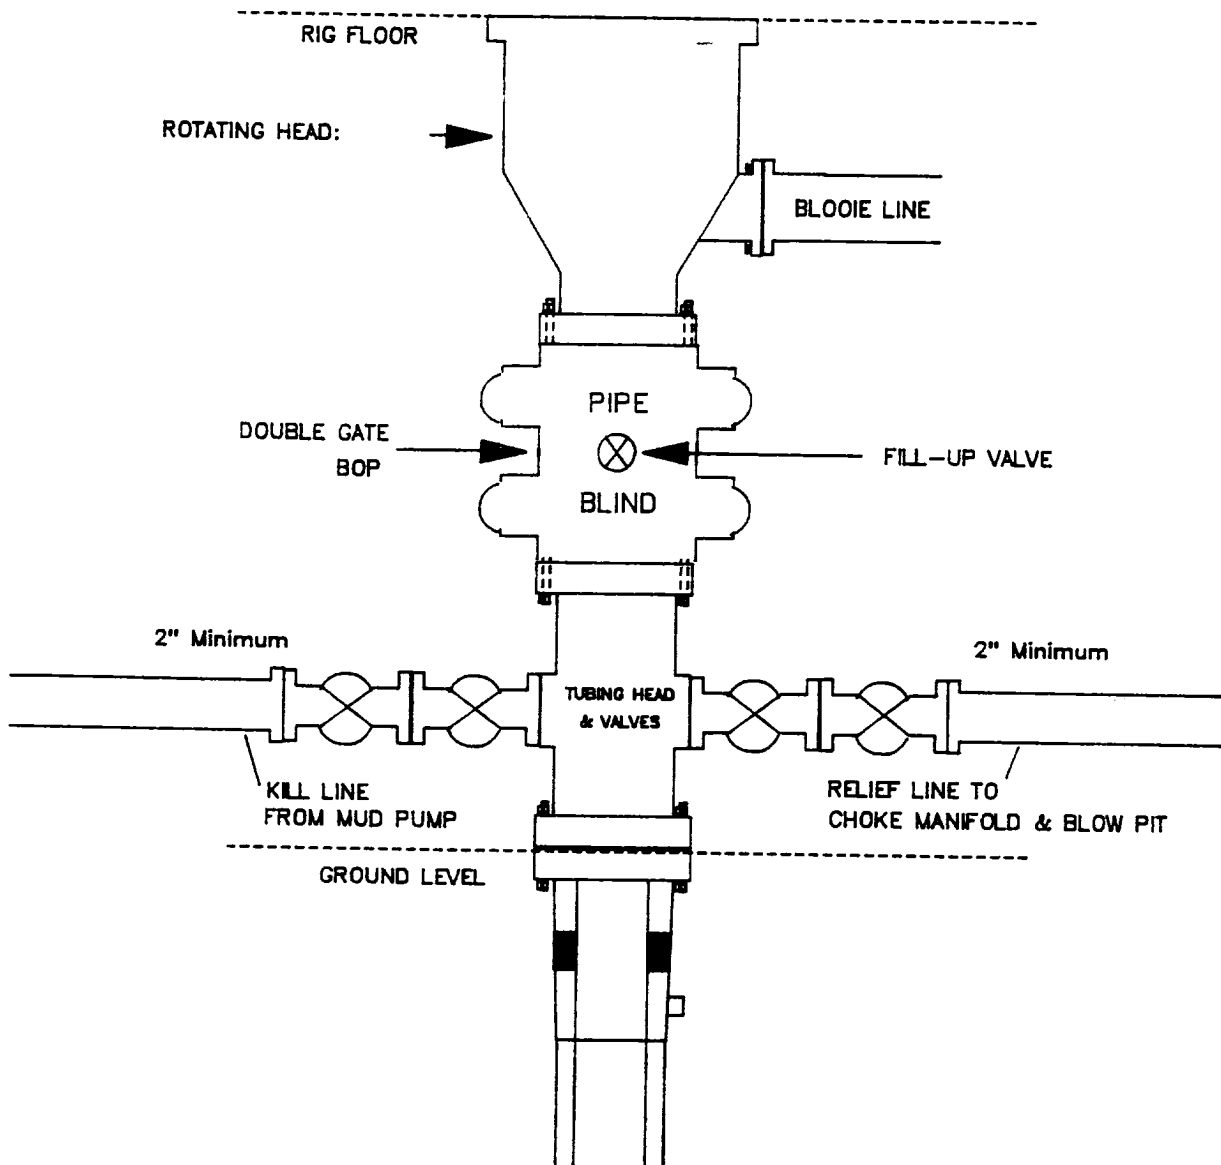 RIG FLOOR
ROTATING HEAD:
BLOOIE LINE
PIPE
DOUBLE GATE
BOP
FILL-UP VALVE
BLIND
2" Minimum
2" Minimum
TUBING HEAD
& VALVES
KILL LINE
FROM MUD PUMP
RELIEF LINE TO
CHOKE MANIFOLD & BLOW PIT
GROUND LEVEL